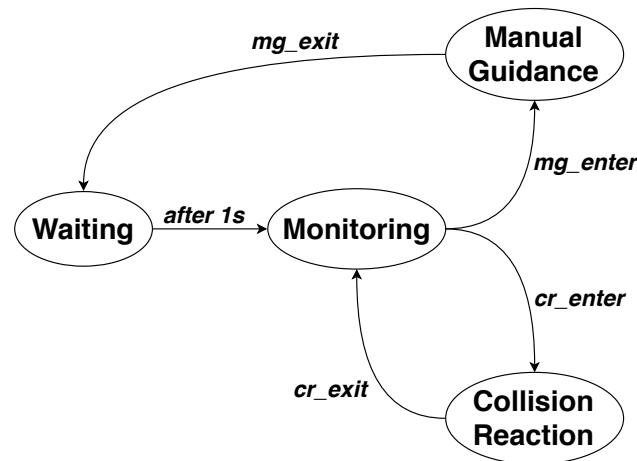 mg_exit
Manual
Guidance
mg_enter
Waiting
after 1s
Monitoring
cr_enter
cr_exit
Collision
Reaction